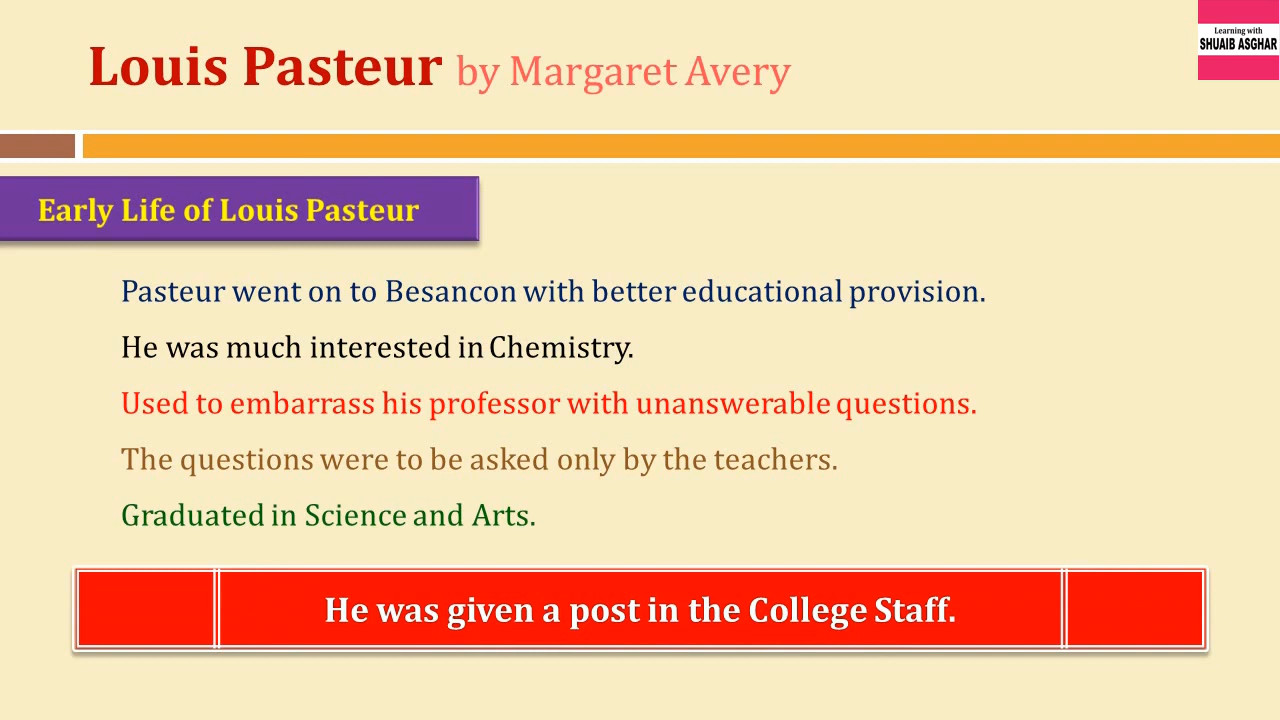 Louis Pasteur by Margaret Avery
Learning with
SHUAIB ASGHAR
Early Life of Louis Pasteur
Pasteur went on to Besancon with better educational provision.
He was much interested in Chemistry.
Used to embarrass his professor with unanswerable questions.
The questions were to be asked only by the teachers.
Graduated in Science and Arts.
He was given a post in the College Staff.